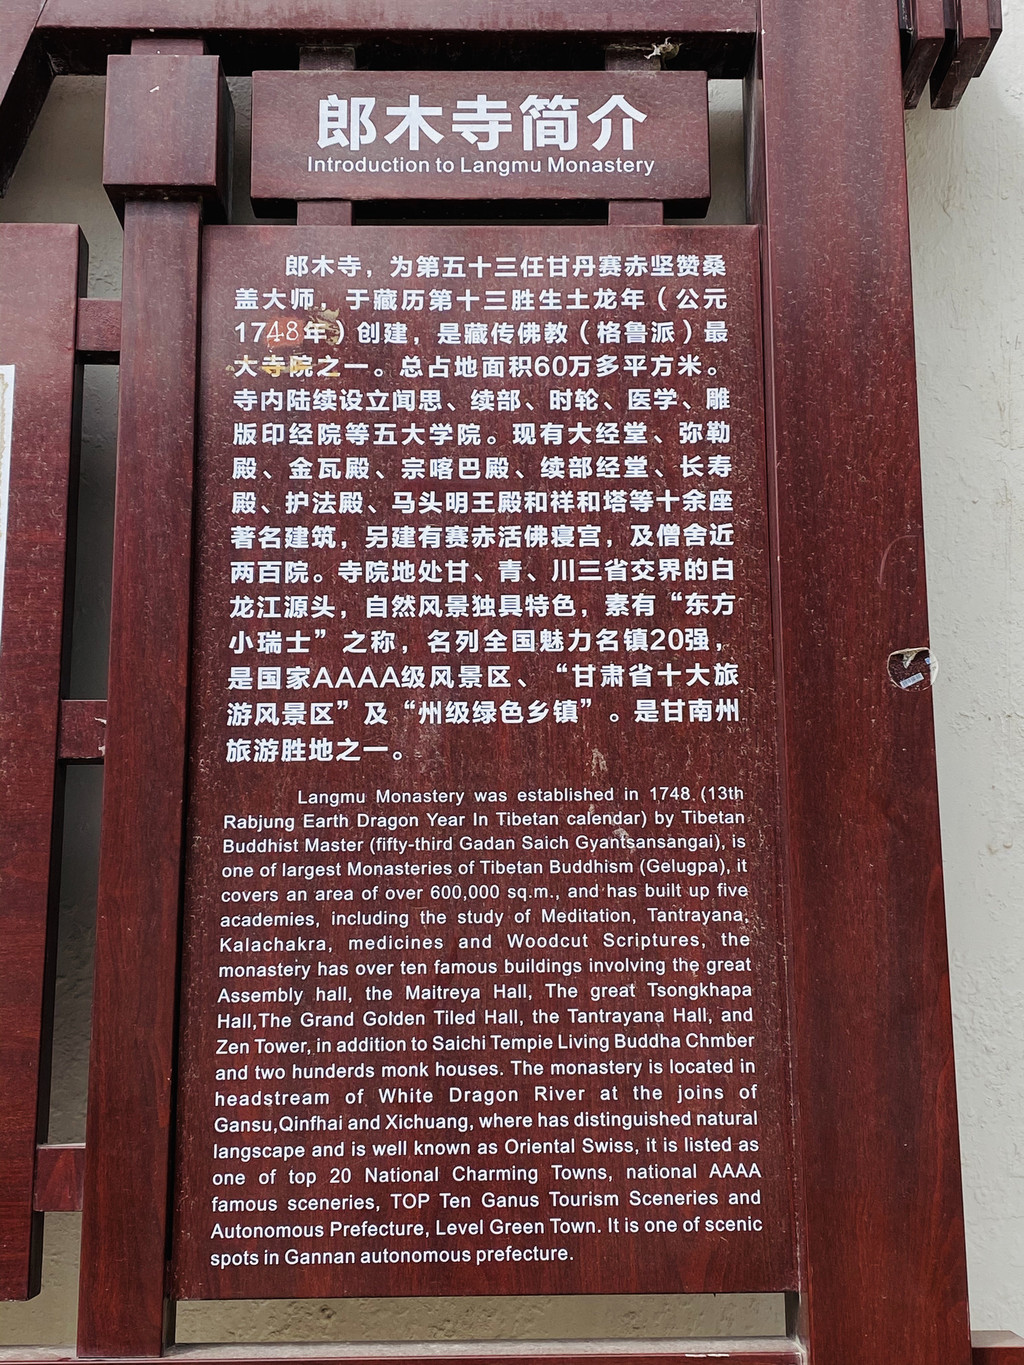 郎木寺简介
Introduction to Langmu Monastery
郎木寺，为第五十三任甘丹赛赤坚赞桑
盖大师，于藏历第十三胜生土龙年（公元
1748年）创建，是藏传佛教（格鲁派）最
大寺院之一。总占地面积60万多平方米。
寺内陆续设立闻思、续部、时轮、医学、雕
版印经院等五大学院。现有大经堂、弥勒
殿、金瓦殿、宗喀巴殿、续部经堂、长寿
殿、护法殿、马头明王殿和祥和塔等十余座
著名建筑，另建有赛赤活佛寝宫，及僧舍近
两百院。寺院地处甘、青、川三省交界的白
龙江源头，自然风景独具特色，素有“东方
小瑞士”之称，名列全国魅力名镇20强，
是国家AAAA级风景区、“甘肃省十大旅
游风景区”及“州级绿色乡镇”。是甘南州
旅游胜地之一。
Langmu Monastery was established in 1748 (13th
Rabjung Earth Dragon Year In Tibetan calendar) by Tibetan
Buddhist Master (fifty-third Gadan Saich Gyantsansangai), is
one of largest Monasteries of Tibetan Buddhism (Gelugpa), it
covers an area of over 600,000 sq.m., and has built up five
academies, including the study of Meditation, Tantrayana,
Kalachakra, medicines and Woodcut Scriptures, the
monastery has over ten famous buildings involving the great
Assembly hall, the Maitreya Hall, The great Tsongkhapa
Hall,The Grand Golden Tiled Hall, the Tantrayana Hall, and
Zen Tower, in addition to Saichi Tempie Living Buddha Chmber
and two hunderds monk houses. The monastery is located in
headstream of White Dragon River at the joins of
Gansu,Qinfhai and Xichuang, where has distinguished natural
langscape and is well known as Oriental Swiss, it is listed as
one of top 20 National Charming Towns, national AAAA
famous sceneries, TOP Ten Ganus Tourism Sceneries and
Autonomous Prefecture, Level Green Town. It is one of scenic
spots in Gannan autonomous prefecture.